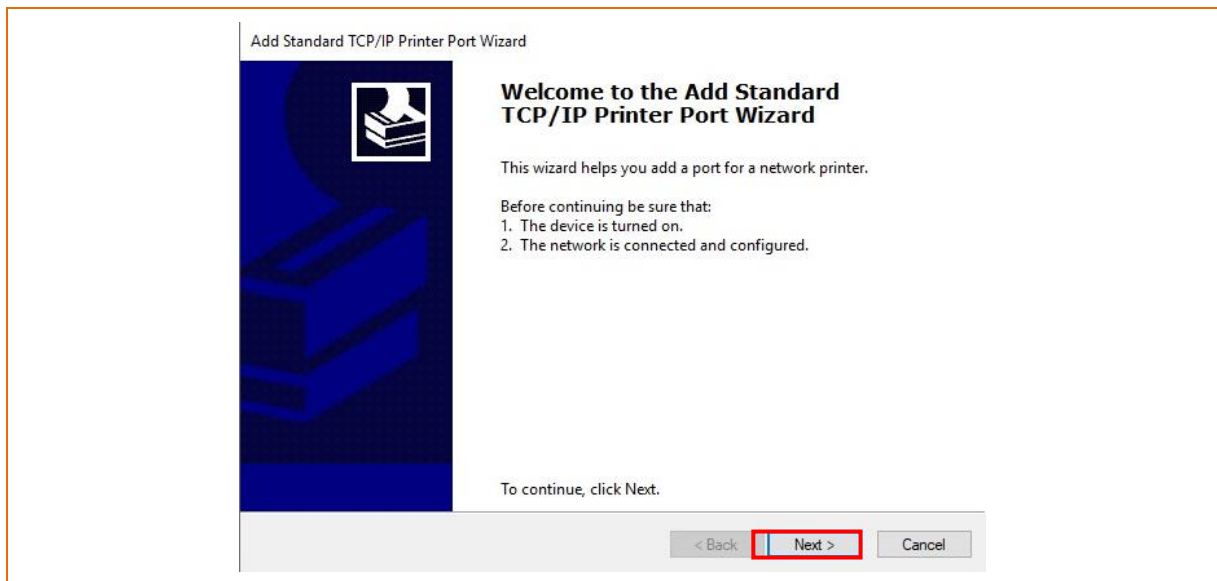 Add Standard TCP/IP Printer Port Wizard
Welcome to the Add Standard
TCP/IP Printer Port Wizard
This wizard helps you add a port for a network printer.
Before continuing be sure that:
1. The device is turned on.
2. The network is connected and configured.
To continue, click Next.
< Back Next > Cancel